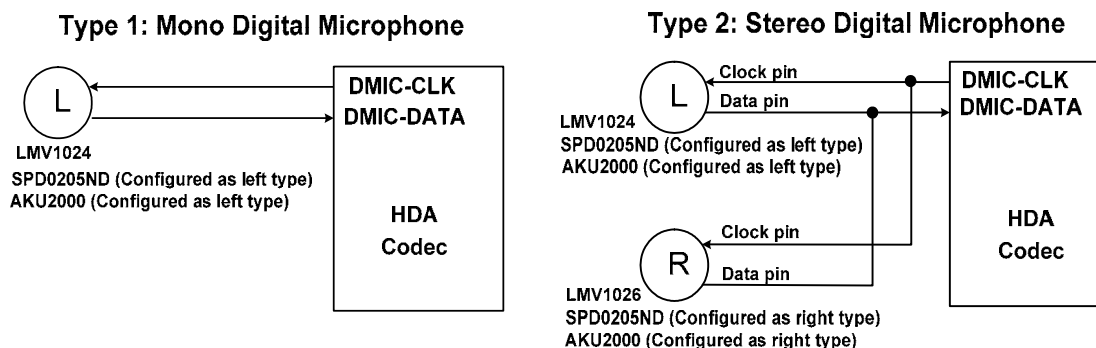 Type 1: Mono Digital Microphone
L
DMIC-CLK
DMIC-DATA
LMV1024
SPD0205ND (Configured as left type)
AKU2000 (Configured as left type)
HDA
Codec
Type 2: Stereo Digital Microphone
Clock pin
L
Data pin
DMIC-CLK
DMIC-DATA
LMV1024
SPD0205ND (Configured as left type)
AKU2000 (Configured as left type)
HDA
Codec
Clock pin
R
Data pin
LMV1026
SPD0205ND (Configured as right type)
AKU2000 (Configured as right type)